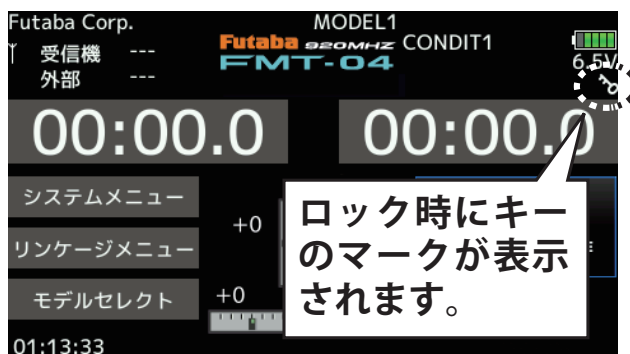 Futaba Corp.
MODEL1
Futaba 920MHZ CONDIT1
FMT-04
受信機 ---
外部 ---
6.5V
00:00.0
00:00.0
システムメニュー
リンケージメニュー
モデルセレクト
+0
+0
ロック時にキー
のマークが表示
されます。
01:13:33